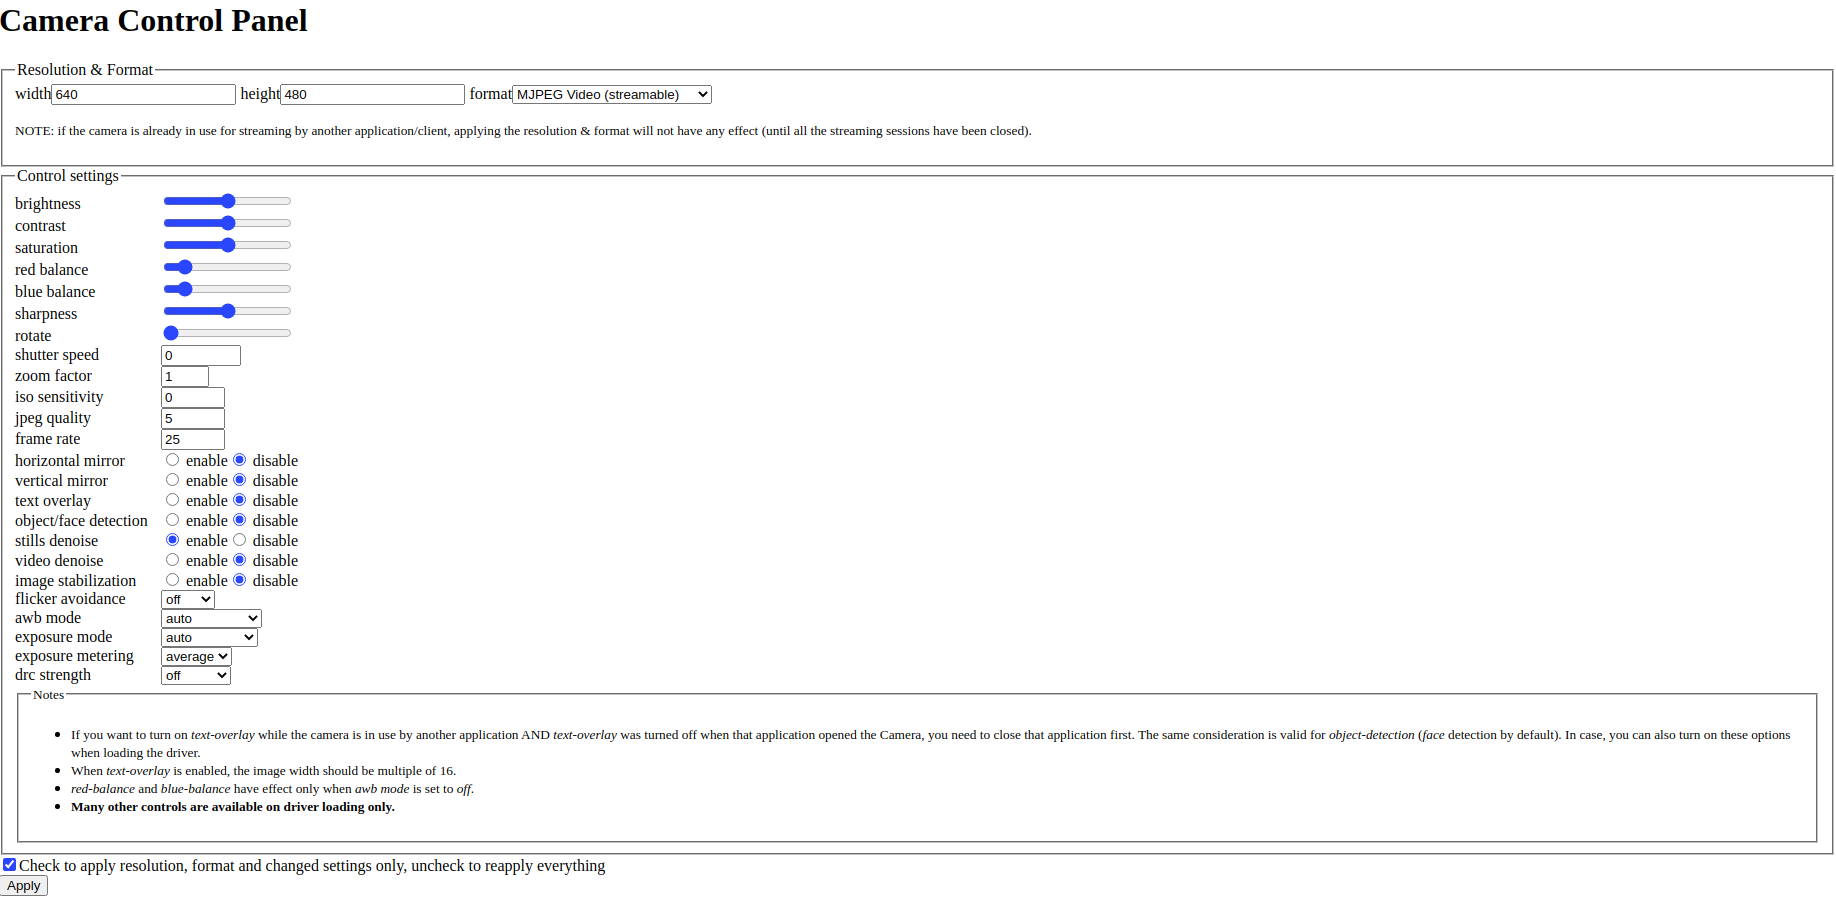 Camera Control Panel
Resolution & Format
width 640 height 480 format MJPEG Video (streamable)
NOTE: if the camera is already in use for streaming by another application/client, applying the resolution & format will not have any effect (until all the streaming sessions have been closed).
Control settings
brightness
contrast
saturation
red balance
blue balance
sharpness
rotate
shutter speed 0
zoom factor 1
iso sensitivity 0
jpeg quality 5
frame rate 25
horizontal mirror enable disable
vertical mirror enable disable
text overlay enable disable
object/face detection enable disable
stills denoise enable disable
video denoise enable disable
image stabilization enable disable
flicker avoidance off
awb mode auto
exposure mode auto
exposure metering average
drc strength off
Notes
If you want to turn on text-overlay while the camera is in use by another application AND text-overlay was turned off when that application opened the Camera, you need to close that application first. The same consideration is valid for object-detection (face detection by default). In case, you can also turn on these options
when loading the driver.
When text-overlay is enabled, the image width should be multiple of 16.
red-balance and blue-balance have effect only when awb mode is set to off.
Many other controls are available on driver loading only.
Check to apply resolution, format and changed settings only, uncheck to reapply everything
Apply